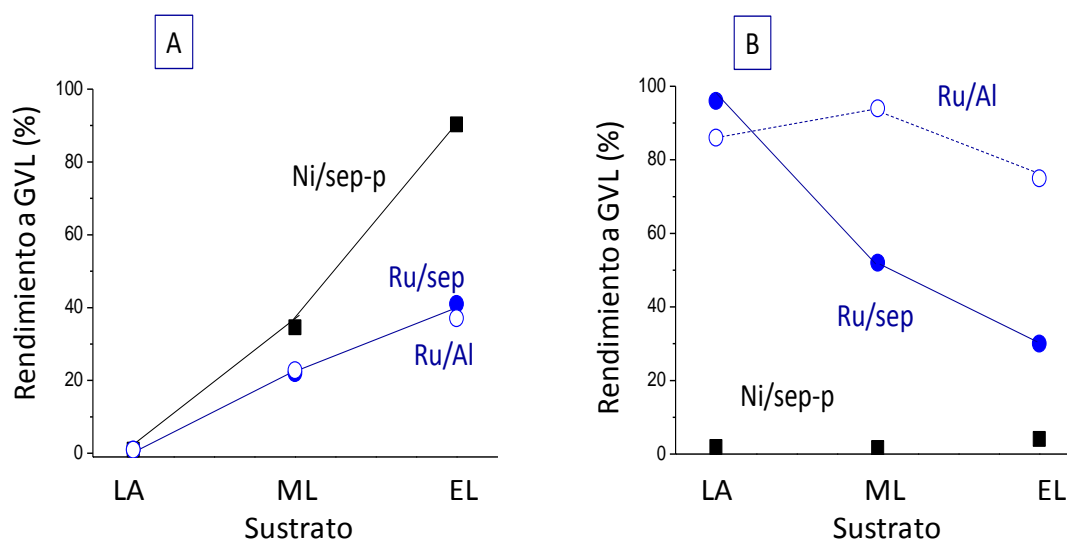 A
Rendimiento a GVL (%)
100
80
60
40
20
0
Ni/sep-p
Ru/sep
Ru/Al
LA ML EL
Sustrato
B
Rendimiento a GVL (%)
100
80
60
40
20
0
Ru/Al
Ru/sep
Ni/sep-p
LA ML EL
Sustrato